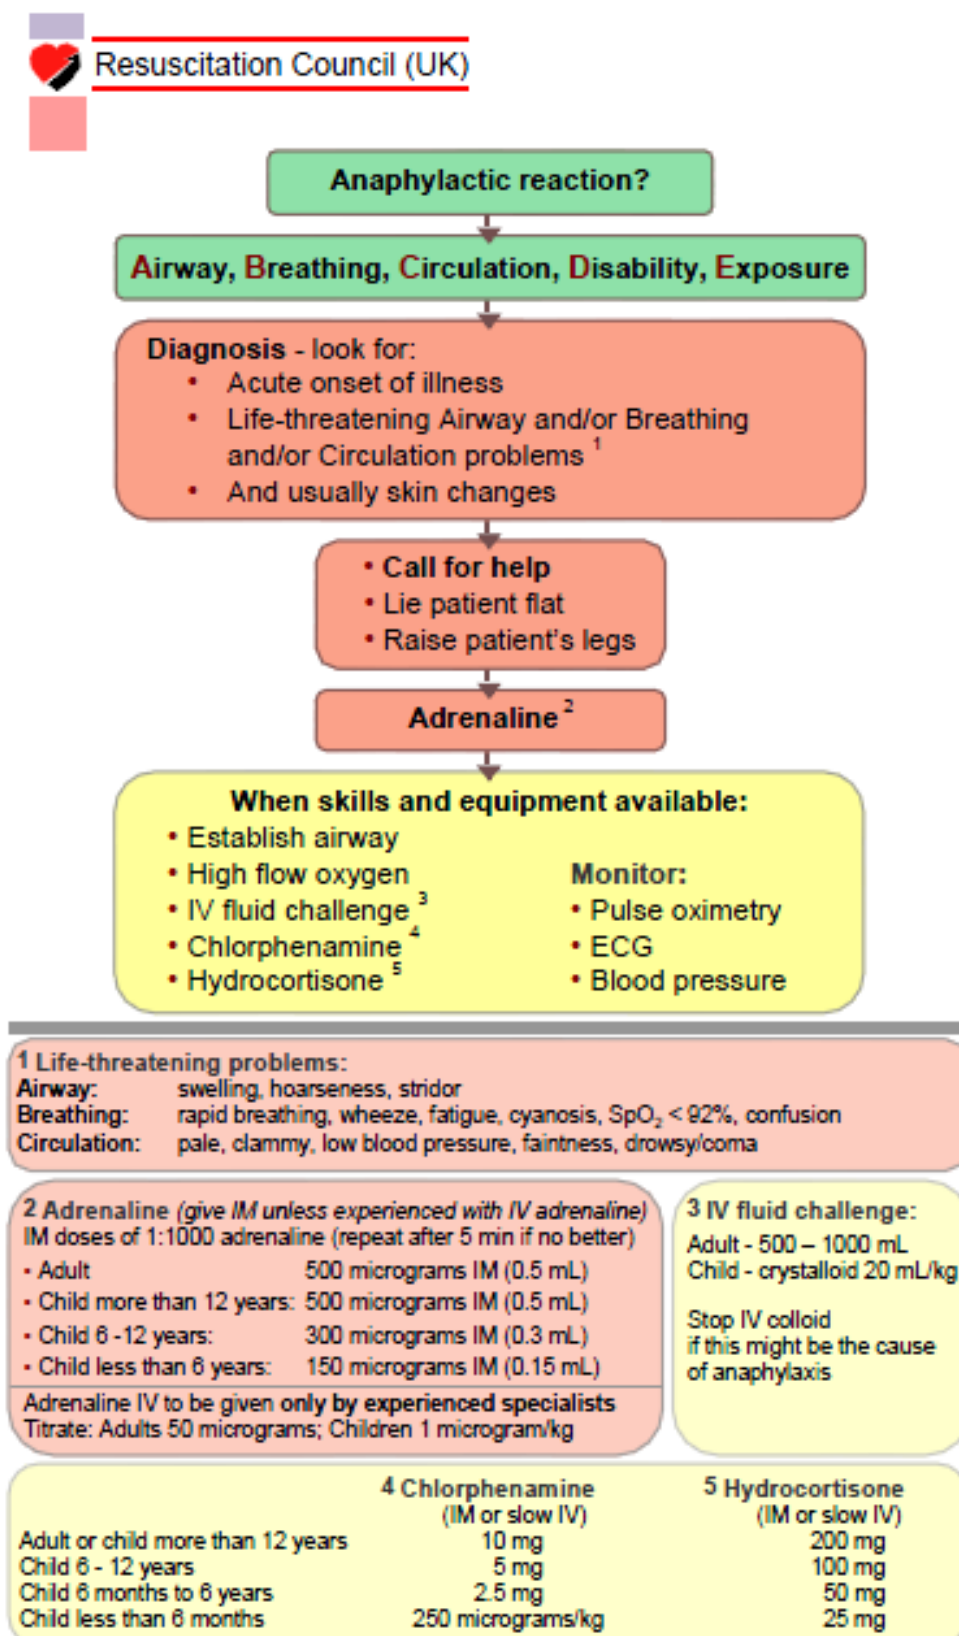 Resuscitation Council (UK)
Anaphylactic reaction?
Airway, Breathing, Circulation, Disability, Exposure
Diagnosis - look for:
• Acute onset of illness
• Life-threatening Airway and/or Breathing
and/or Circulation problems 1
• And usually skin changes
• Call for help
• Lie patient flat
• Raise patient's legs
Adrenaline 2
When skills and equipment available:
• Establish airway
• High flow oxygen
• IV fluid challenge 3
• Chlorphenamine 4
• Hydrocortisone 5
Monitor:
• Pulse oximetry
• ECG
• Blood pressure
1 Life-threatening problems:
Airway: swelling, hoarseness, stridor
Breathing: rapid breathing, wheeze, fatigue, cyanosis, SpO2 < 92%, confusion
Circulation: pale, clammy, low blood pressure, faintness, drowsy/coma
2 Adrenaline (give IM unless experienced with IV adrenaline)
IM doses of 1:1000 adrenaline (repeat after 5 min if no better)
• Adult 500 micrograms IM (0.5 mL)
• Child more than 12 years: 500 micrograms IM (0.5 mL)
• Child 6 -12 years: 300 micrograms IM (0.3 mL)
• Child less than 6 years: 150 micrograms IM (0.15 mL)
Adrenaline IV to be given only by experienced specialists
Titrate: Adults 50 micrograms; Children 1 microgram/kg
3 IV fluid challenge:
Adult - 500 – 1000 mL
Child - crystalloid 20 mL/kg
Stop IV colloid
if this might be the cause
of anaphylaxis
4 Chlorphenamine 5 Hydrocortisone
(IM or slow IV) (IM or slow IV)
Adult or child more than 12 years 10 mg 200 mg
Child 6 - 12 years 5 mg 100 mg
Child 6 months to 6 years 2.5 mg 50 mg
Child less than 6 months 250 micrograms/kg 25 mg